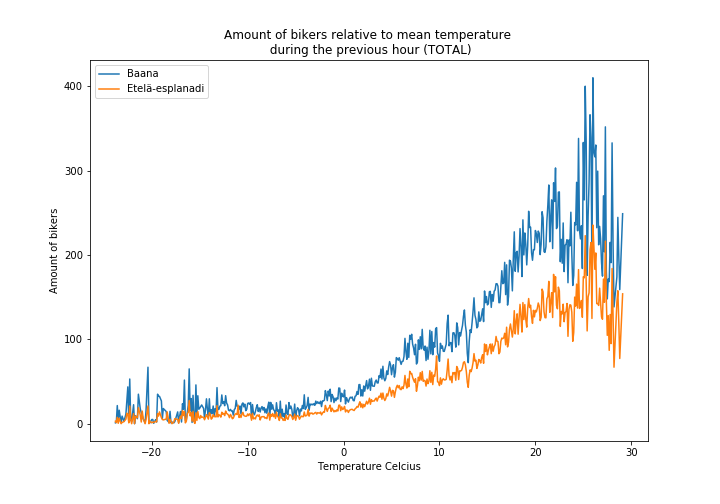 Amount of bikers relative to mean temperature
during the previous hour (TOTAL)
Baana
Etelä-esplanadi
Amount of bikers
400
300
200
100
0
−20
−10
0
10
20
30
Temperature Celcius